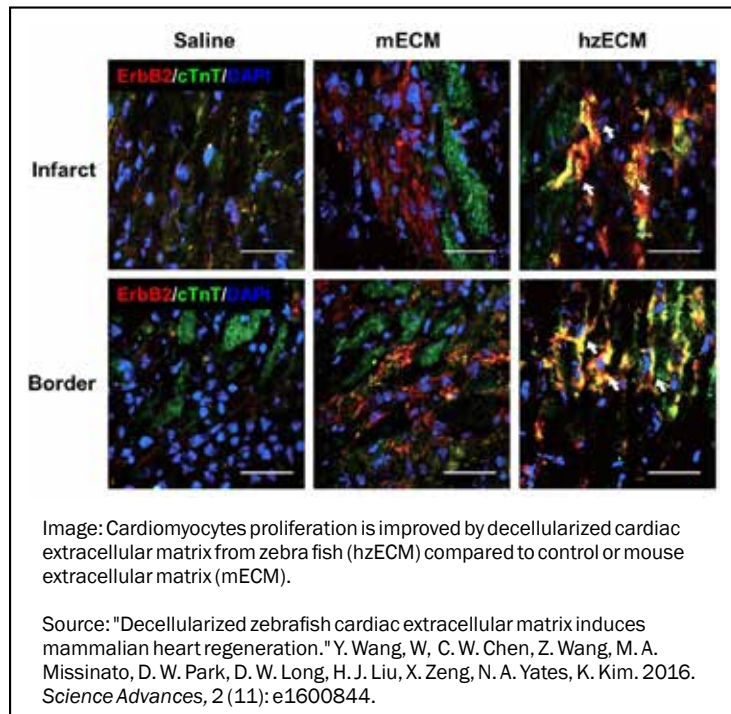 Saline mECM hzECM
ErbB2/cTnT/DAPI
Infarct
ErbB2/cTnT/DAPI
Border
Image: Cardiomyocytes proliferation is improved by decellularized cardiac
extracellular matrix from zebra fish (hzECM) compared to control or mouse
extracellular matrix (mECM).
Source: "Decellularized zebrafish cardiac extracellular matrix induces
mammalian heart regeneration." Y. Wang, W, C. W. Chen, Z. Wang, M. A.
Missinato, D. W. Park, D. W. Long, H. J. Liu, X. Zeng, N. A. Yates, K. Kim. 2016.
Science Advances, 2 (11): e1600844.